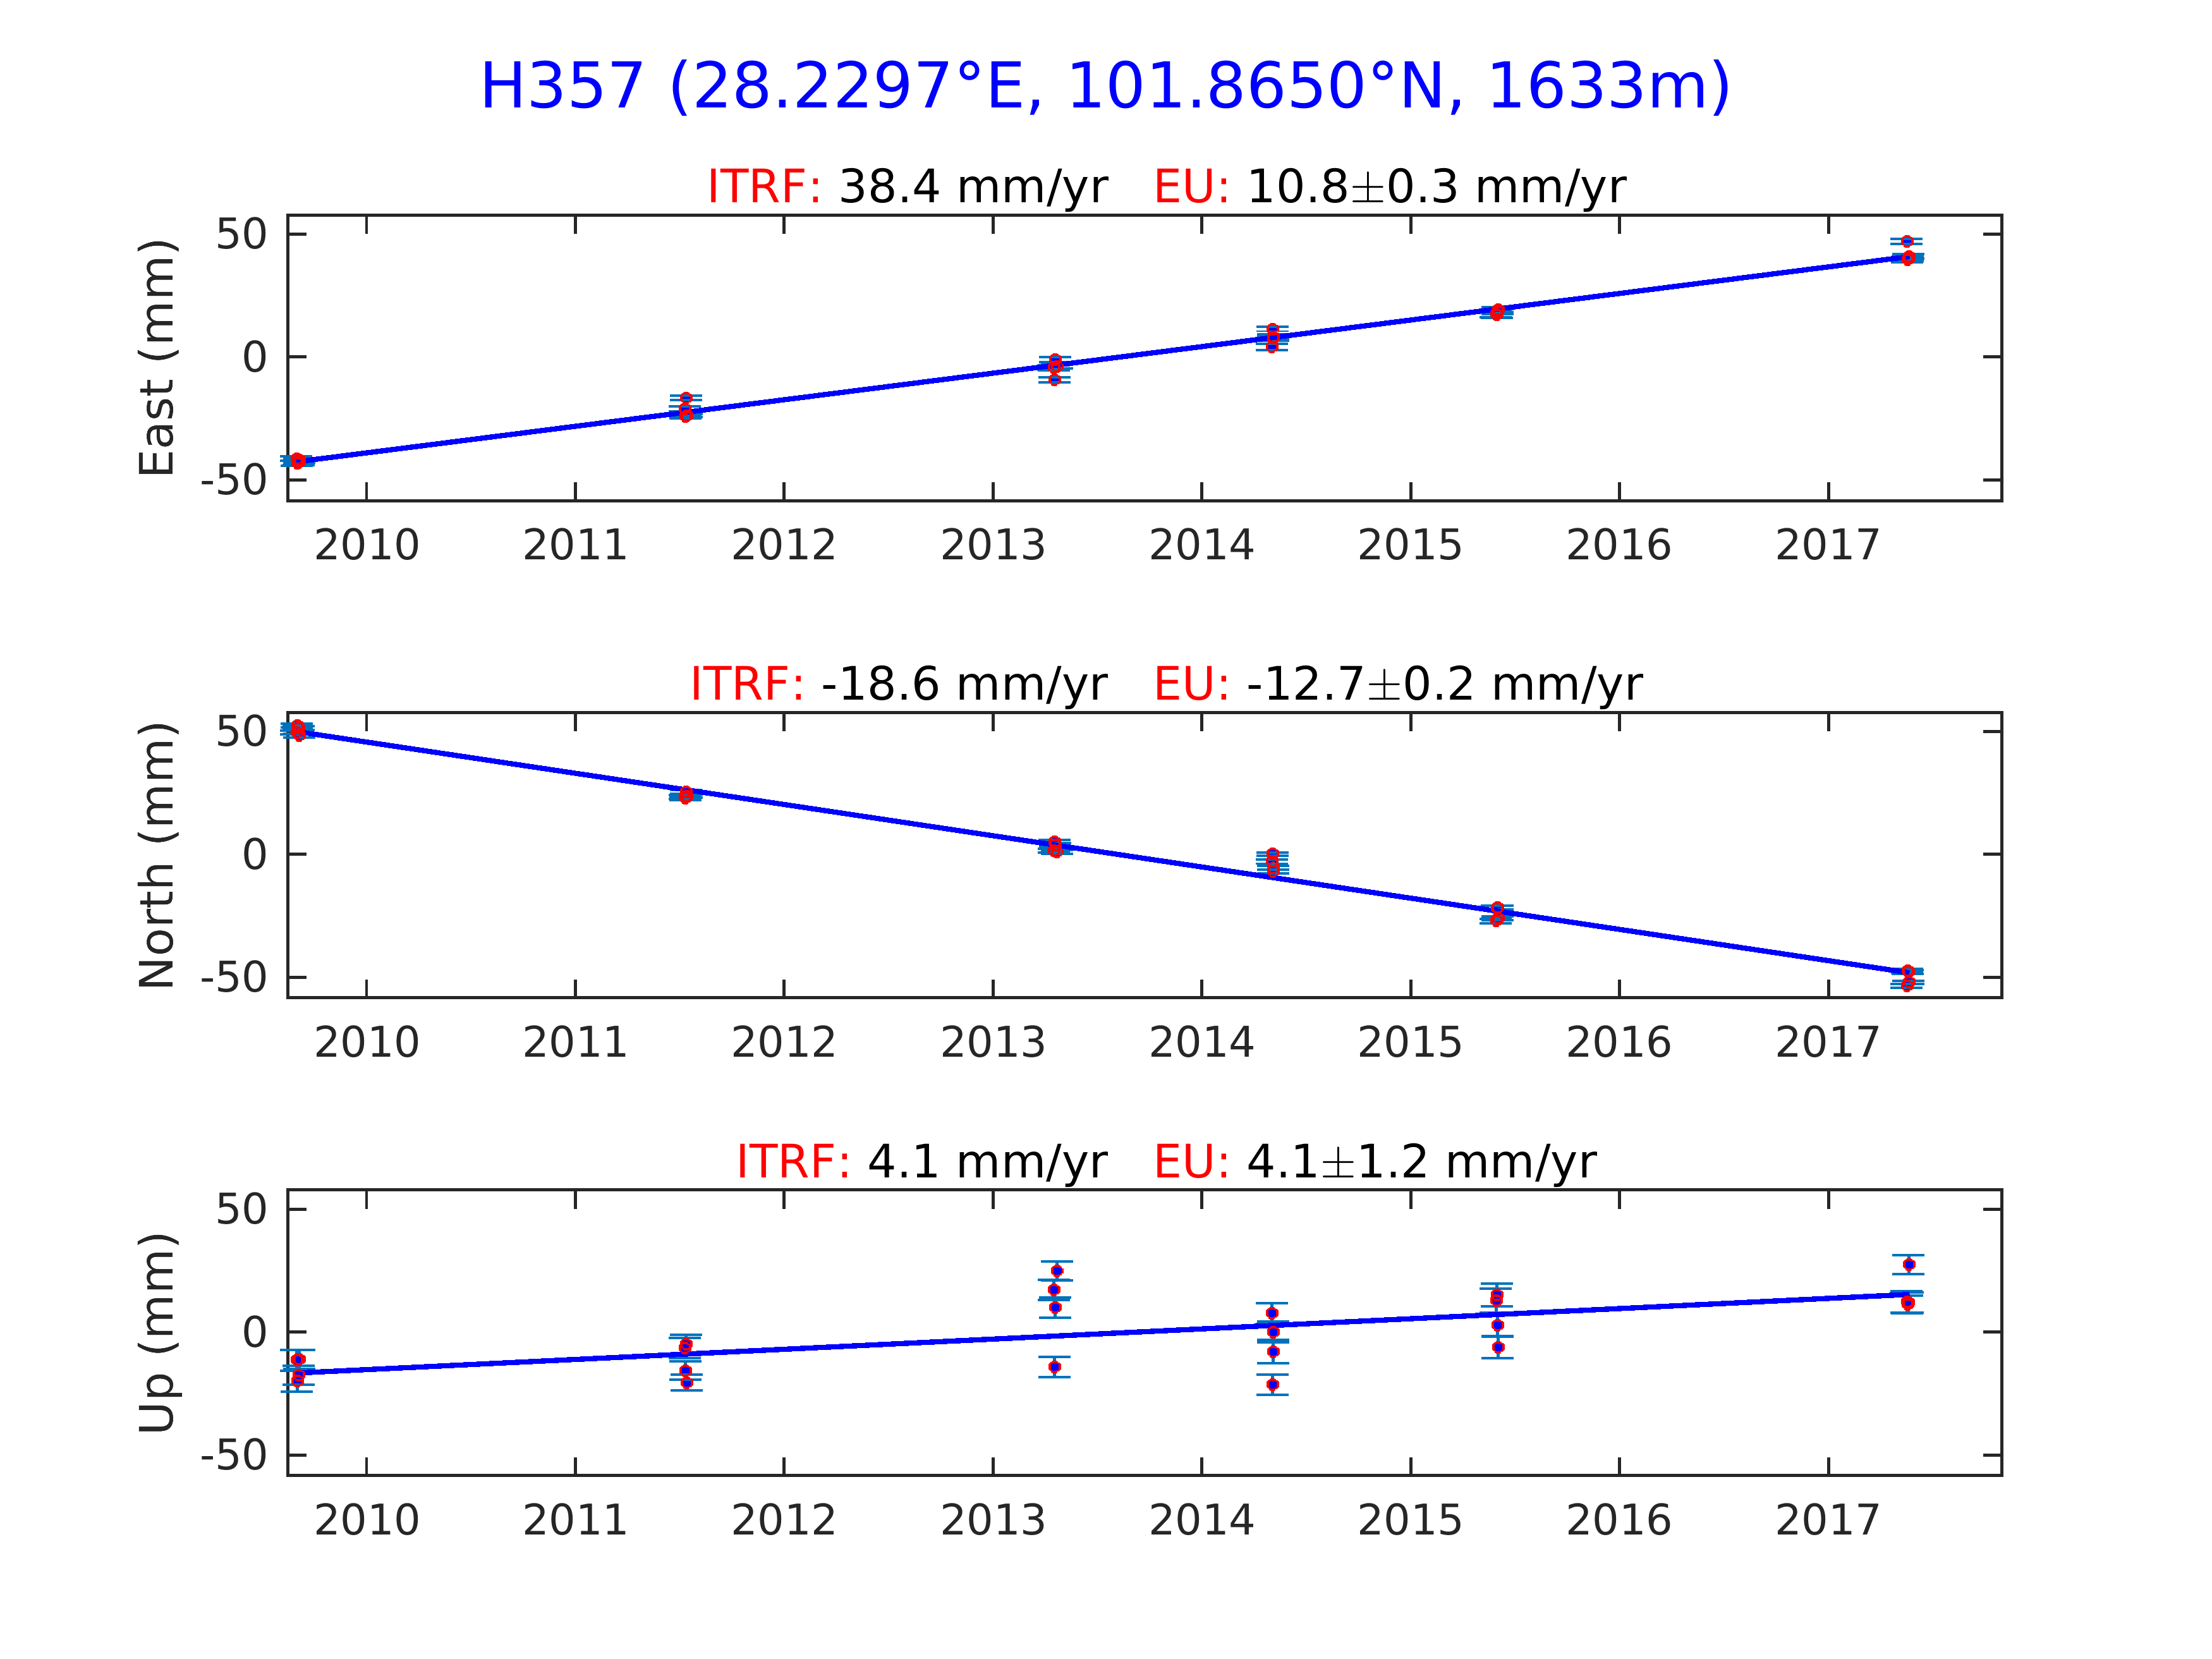 H357 (28.2297°E, 101.8650°N, 1633m)
ITRF: 38.4 mm/yr EU: 10.8±0.3 mm/yr
East (mm)
50
0
-50
2010 2011 2012 2013 2014 2015 2016 2017
ITRF: -18.6 mm/yr EU: -12.7±0.2 mm/yr
North (mm)
50
0
-50
2010 2011 2012 2013 2014 2015 2016 2017
ITRF: 4.1 mm/yr EU: 4.1±1.2 mm/yr
Up (mm)
50
0
-50
2010 2011 2012 2013 2014 2015 2016 2017